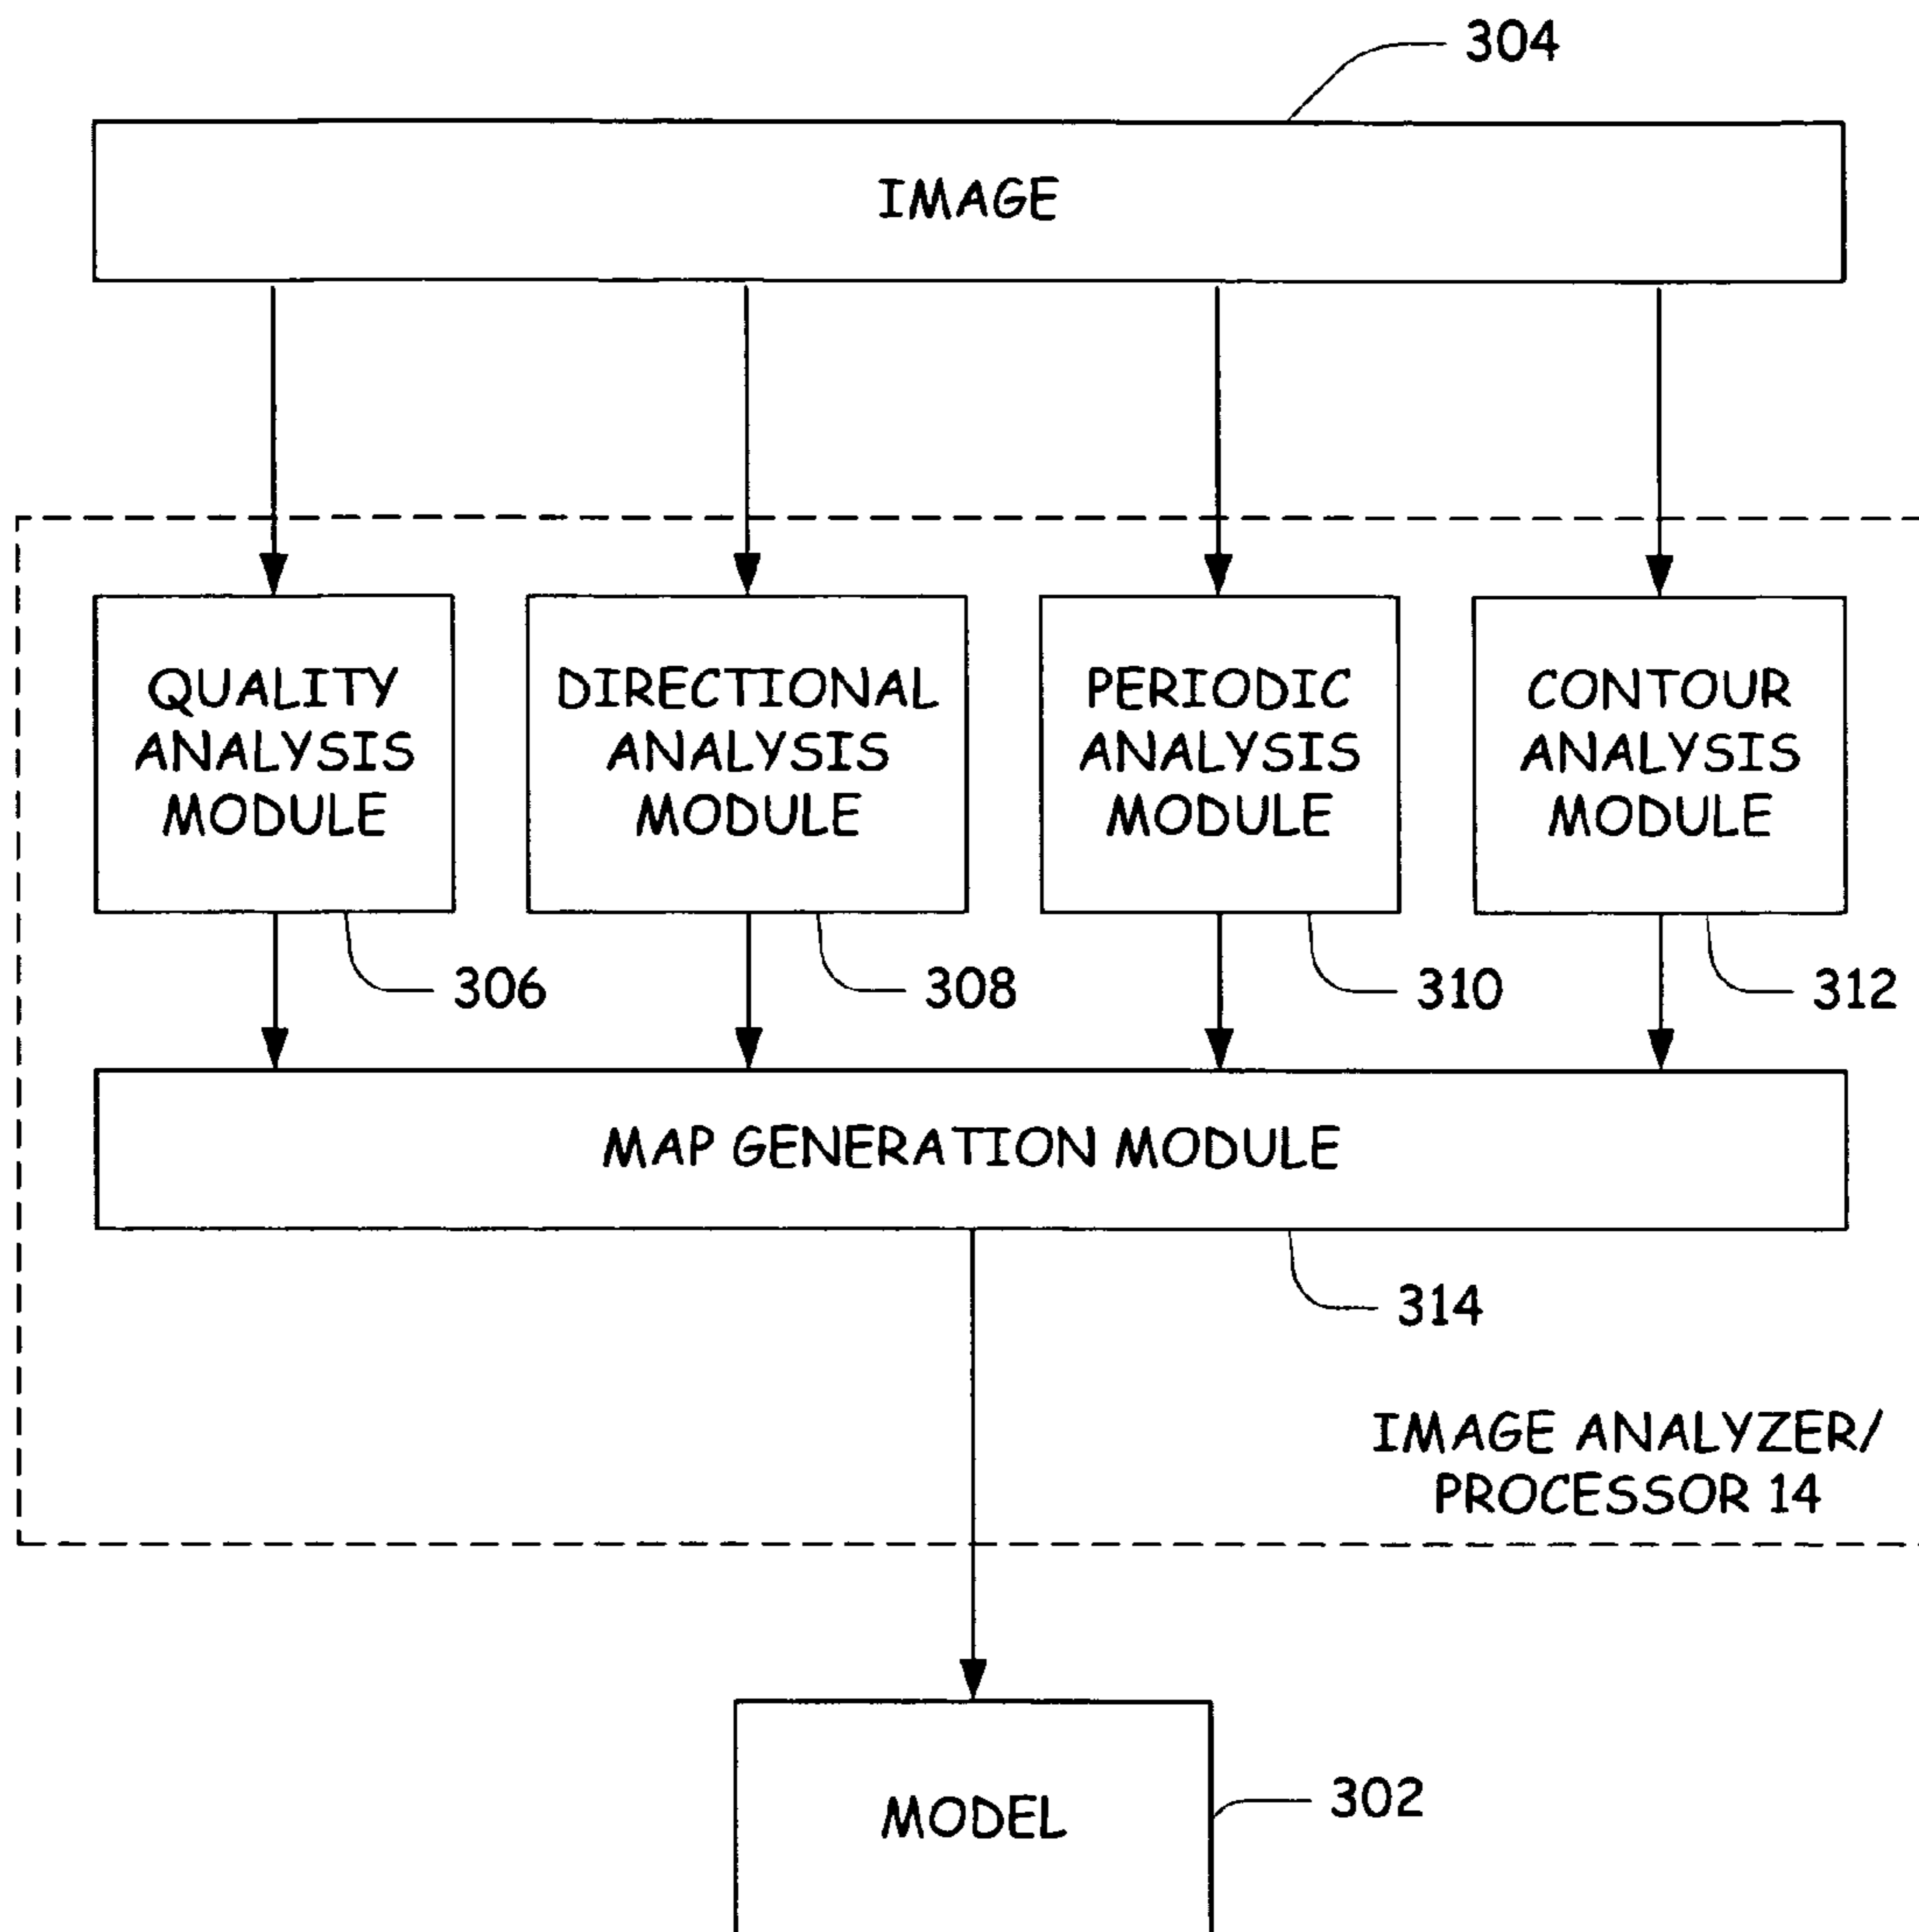 304
IMAGE
QUALITY
ANALYSIS
MODULE
DIRECTIONAL
ANALYSIS
MODULE
PERIODIC
ANALYSIS
MODULE
CONTOUR
ANALYSIS
MODULE
306
308
310
312
MAP GENERATION MODULE
314
IMAGE ANALYZER/
PROCESSOR 14
MODEL
302